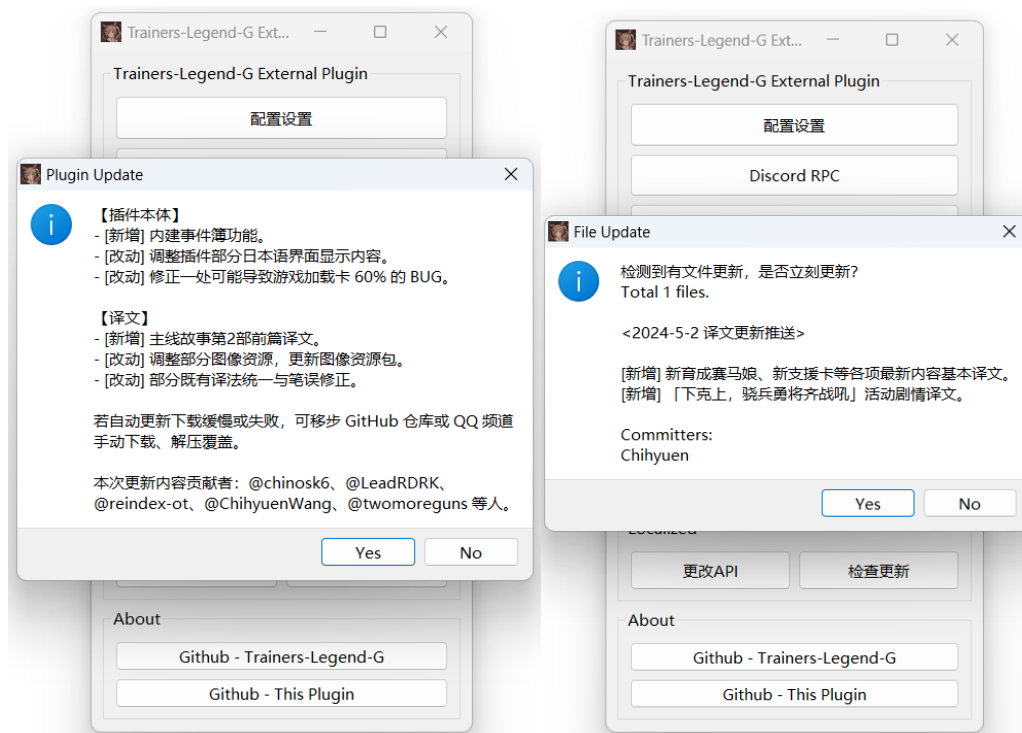 Trainers-Legend-G Ext...
Trainers-Legend-G External Plugin
配置设置
Plugin Update
【插件本体】
- [新增] 内建事件簿功能。
- [改动] 调整插件部分日本语界面显示内容。
- [改动] 修正一处可能导致游戏加载卡 60% 的 BUG。
【译文】
- [新增] 主线故事第2部前篇译文。
- [改动] 调整部分图像资源，更新图像资源包。
- [改动] 部分既有译法统一与笔误修正。
若自动更新下载缓慢或失败，可移步 GitHub 仓库或 QQ 频道
手动下载、解压覆盖。
本次更新内容贡献者：@chinosk6、@LeadRDRK、
@reindex-ot、@ChihyuenWang、@twomoreguns 等人。
Yes
No
About
Github - Trainers-Legend-G
Github - This Plugin
Trainers-Legend-G Ext...
Trainers-Legend-G External Plugin
配置设置
Discord RPC
File Update
检测到有文件更新，是否立刻更新?
Total 1 files.
<2024-5-2 译文更新推送>
[新增] 新育成赛马娘、新支援卡等各项最新内容基本译文。
[新增] 「下克上，骁兵勇将齐战吼」活动剧情译文。
Committers:
Chihyuen
Yes
No
Localized
更改API
检查更新
About
Github - Trainers-Legend-G
Github - This Plugin